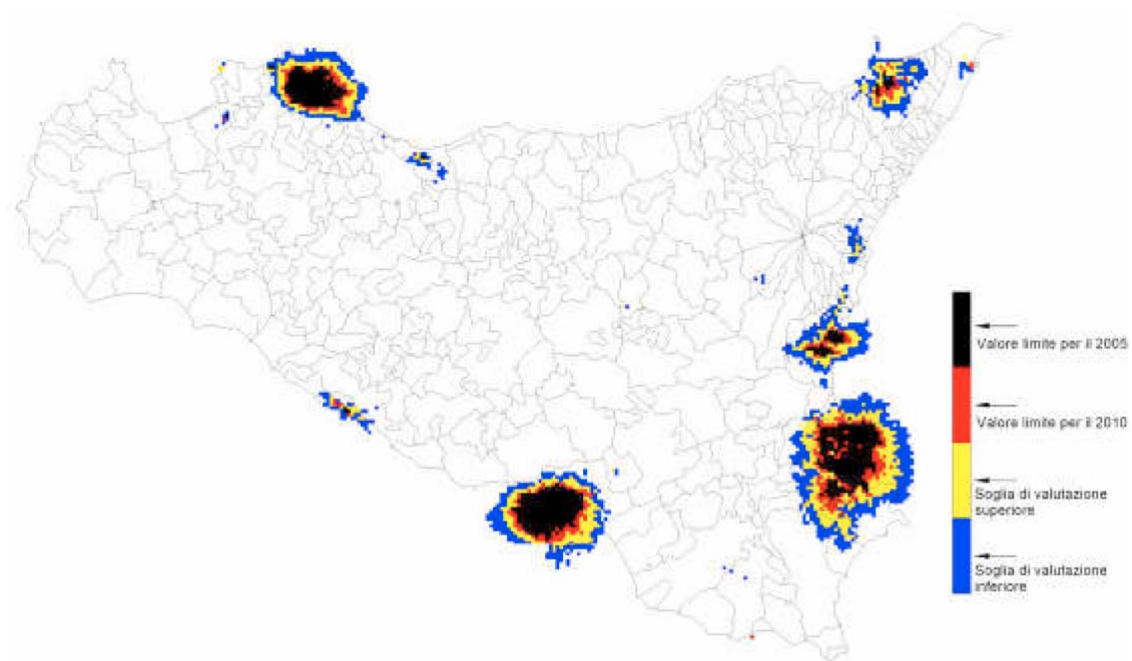 Valore limite per il 2005
Valore limite per il 2010
Soglia di valutazione
superiore
Soglia di valutazione
inferiore